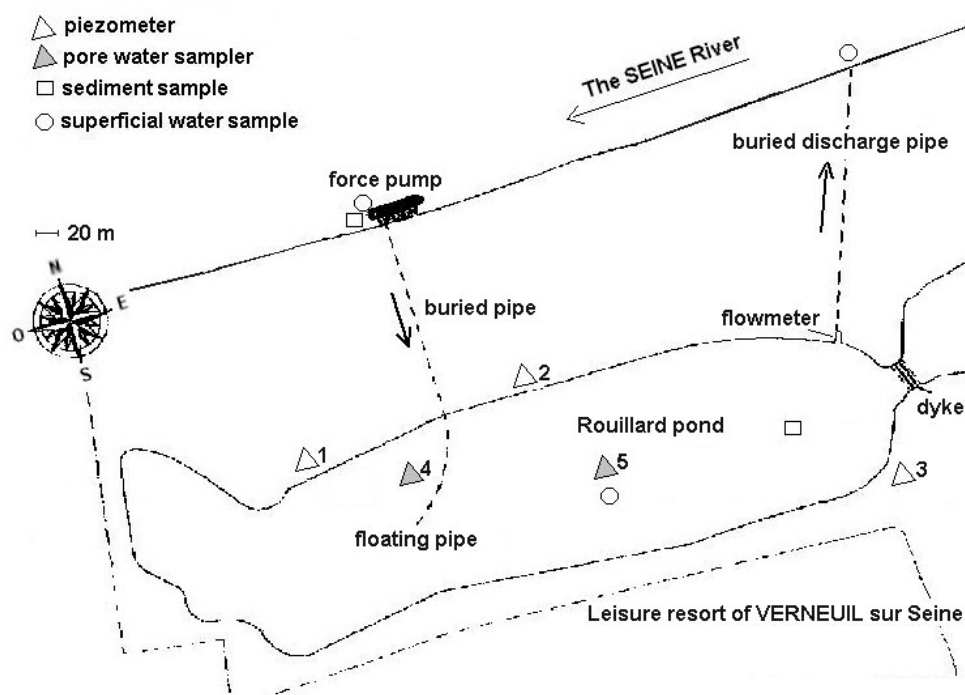 piezometer
pore water sampler
sediment sample
superficial water sample
The SEINE River
buried discharge pipe
force pump
20 m
N
E
O
S
buried pipe
flowmeter
2
dyke
Rouillard pond
1
4
5
3
floating pipe
Leisure resort of VERNEUIL sur Seine